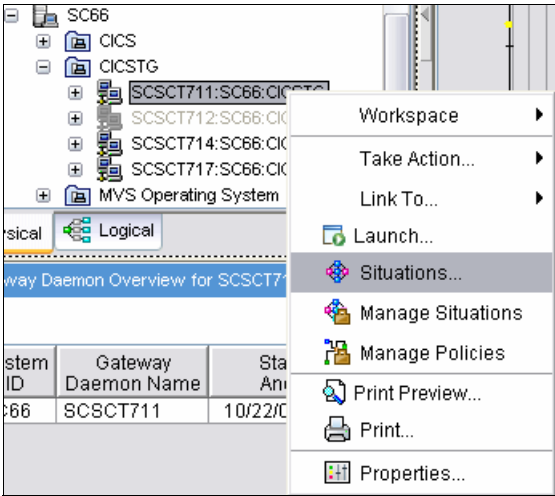 SC66
CICS
CICSTG
SCSCT711:SC66:CICSTG
SCSCT712:SC66:CIC
SCSCT714:SC66:CIC
SCSCT717:SC66:CIC
MVS Operating System
Workspace
Take Action...
Link To...
Launch...
Situations...
Manage Situations
Manage Policies
Print Preview...
Print...
Properties...
ysical Logical
way Daemon Overview for SCSCT71
stem ID Gateway Daemon Name Sta An
C66 SCSCT711 10/22/0